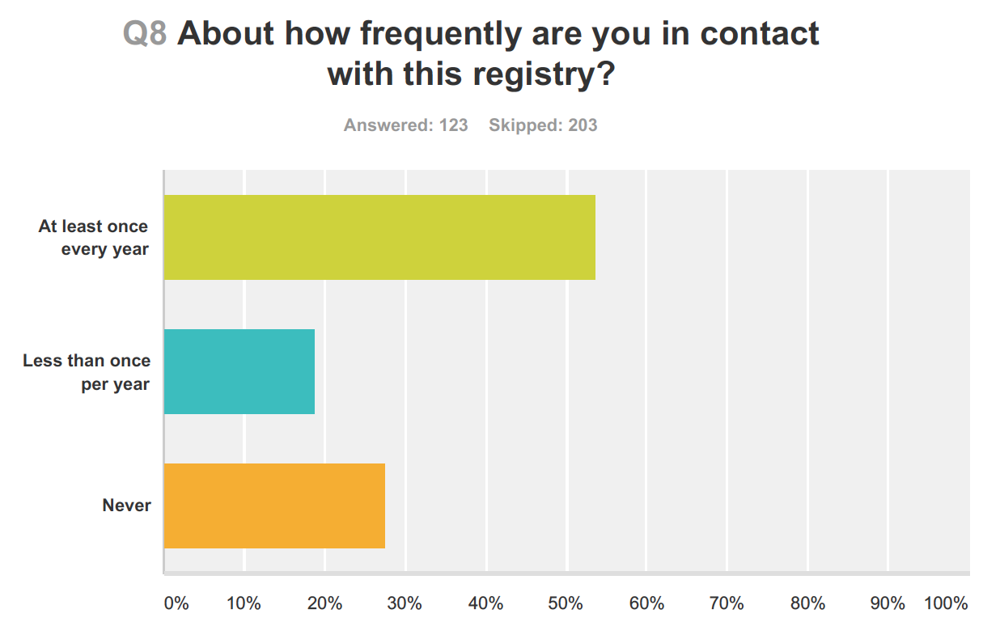 Q8 About how frequently are you in contact
with this registry?
Answered: 123 Skipped: 203
At least once
every year
Less than once
per year
Never
0% 10% 20% 30% 40% 50% 60% 70% 80% 90% 100%